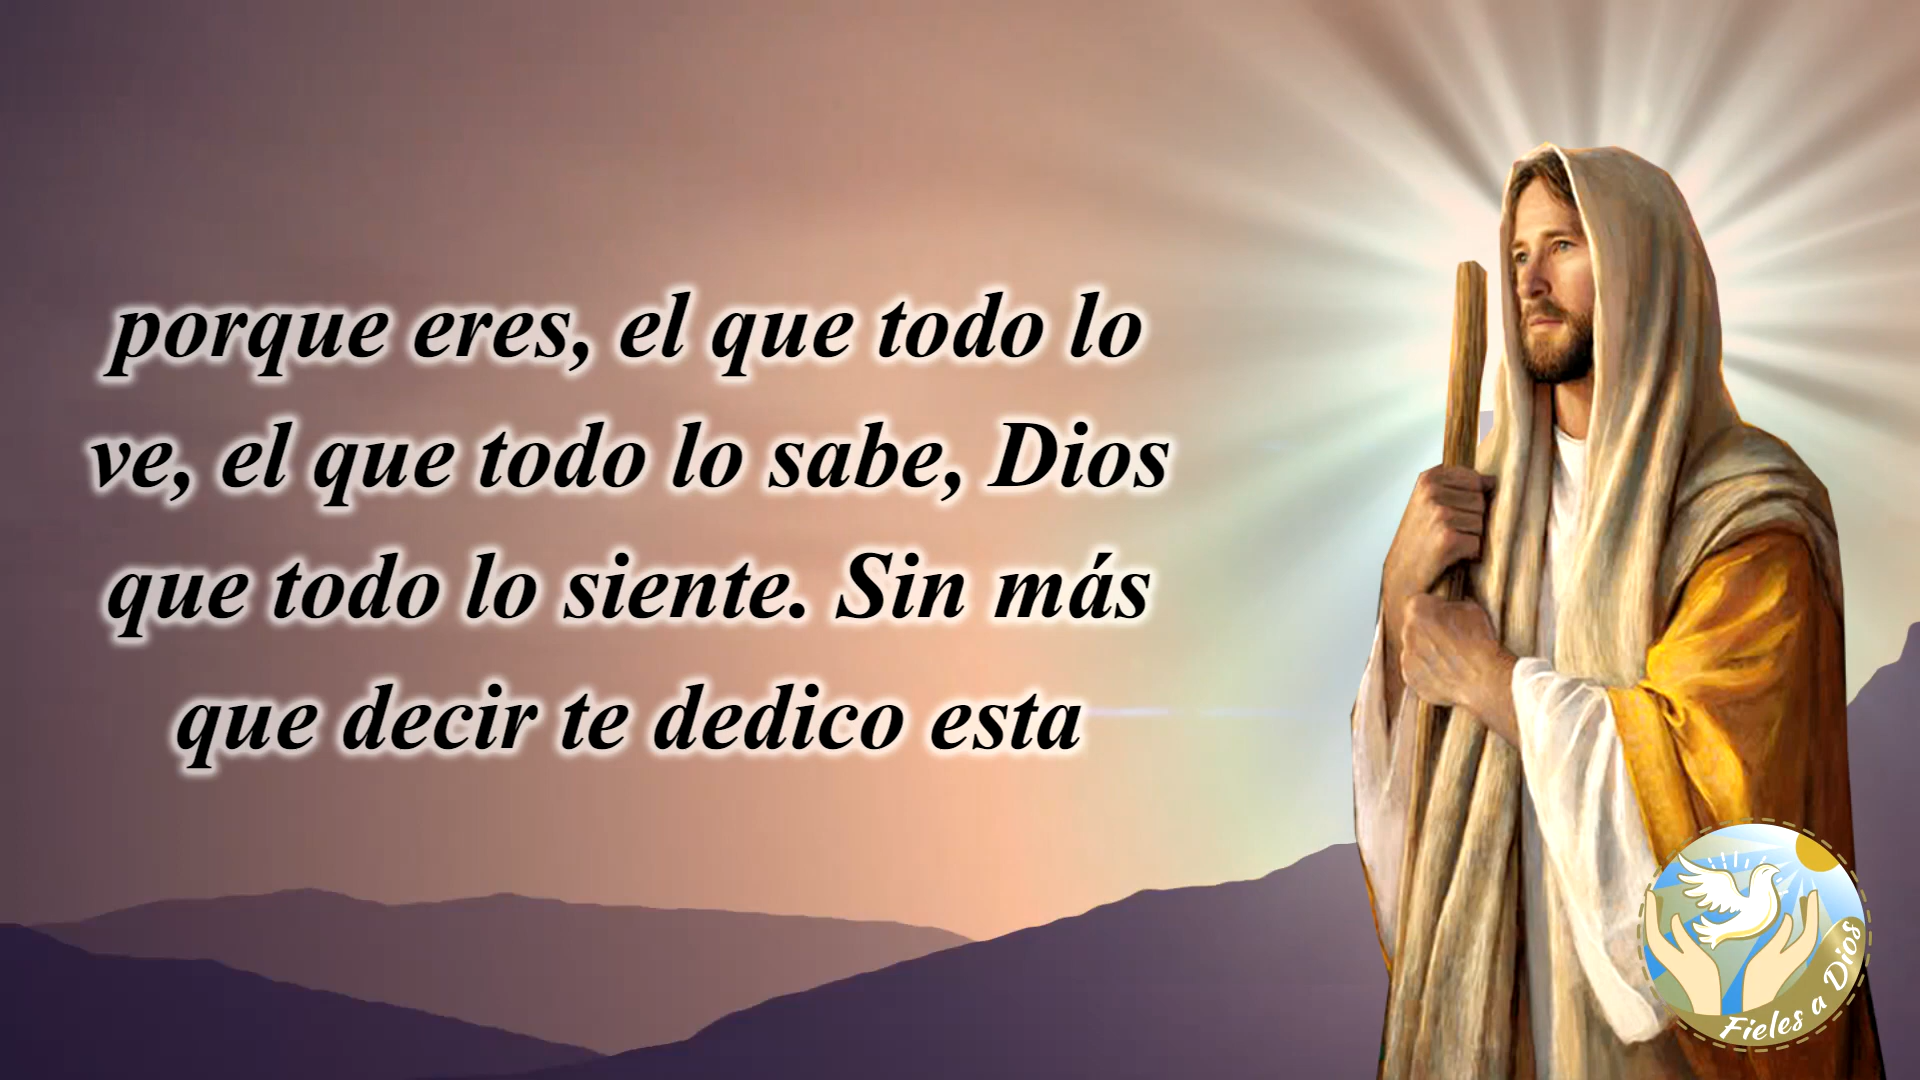 porque eres, el que todo lo
ve, el que todo lo sabe, Dios
que todo lo siente. Sin más
que decir te dedico esta
Fieles a Dios